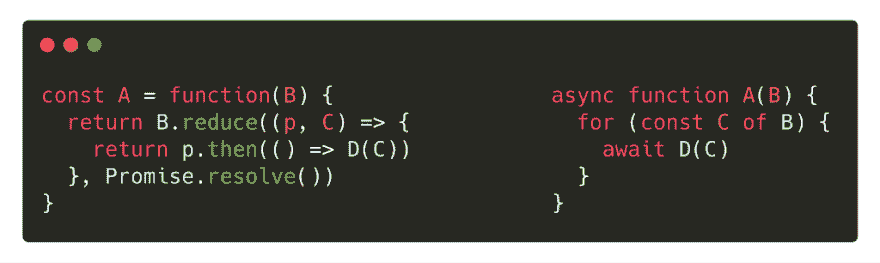 const A = function(B) {
  return B.reduce((p, C) => {
    return p.then(() => D(C))
  }, Promise.resolve())
}
async function A(B) {
  for (const C of B) {
    await D(C)
  }
}